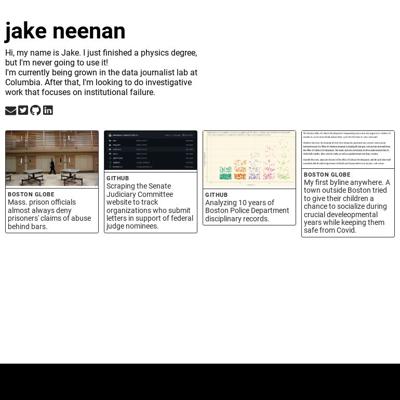 jake neenan
Hi, my name is Jake. I just finished a physics degree,
but I'm never going to use it!
I'm currently being grown in the data journalist lab at
Columbia. After that, I'm looking to do investigative
work that focuses on institutional failure.
BOSTON GLOBE
Mass. prison officials
almost always deny
prisoners' claims of abuse
behind bars.
GITHUB
Scraping the Senate
Judiciary Committee
website to track
organizations who submit
letters in support of federal
judge nominees.
GITHUB
Analyzing 10 years of
Boston Police Department
disciplinary records.
BOSTON GLOBE
My first byline anywhere. A
town outside Boston tried
to give their children a
chance to socialize during
crucial develeopmental
years while keeping them
safe from Covid.